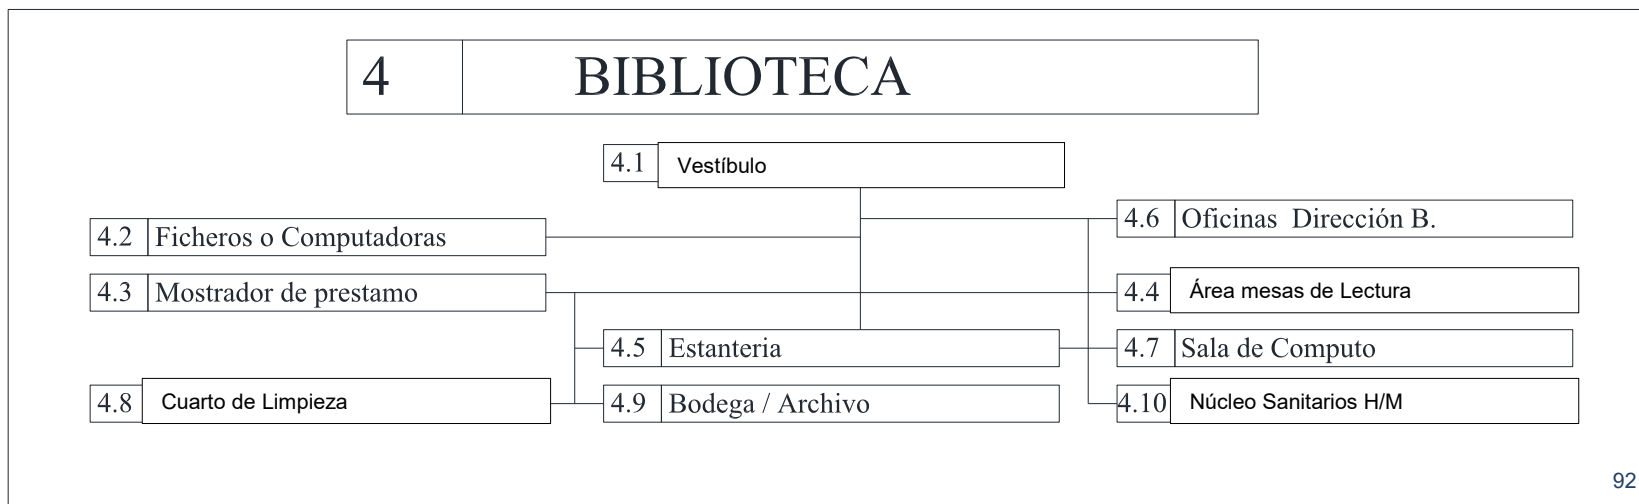 4 BIBLIOTECA
4.1 Vestíbulo
4.2 Ficheros o Computadoras
4.6 Oficinas Dirección B.
4.3 Mostrador de prestamo
4.4 Área mesas de Lectura
4.5 Estanteria
4.7 Sala de Computo
4.8 Cuarto de Limpieza
4.9 Bodega / Archivo
4.10 Núcleo Sanitarios H/M
92